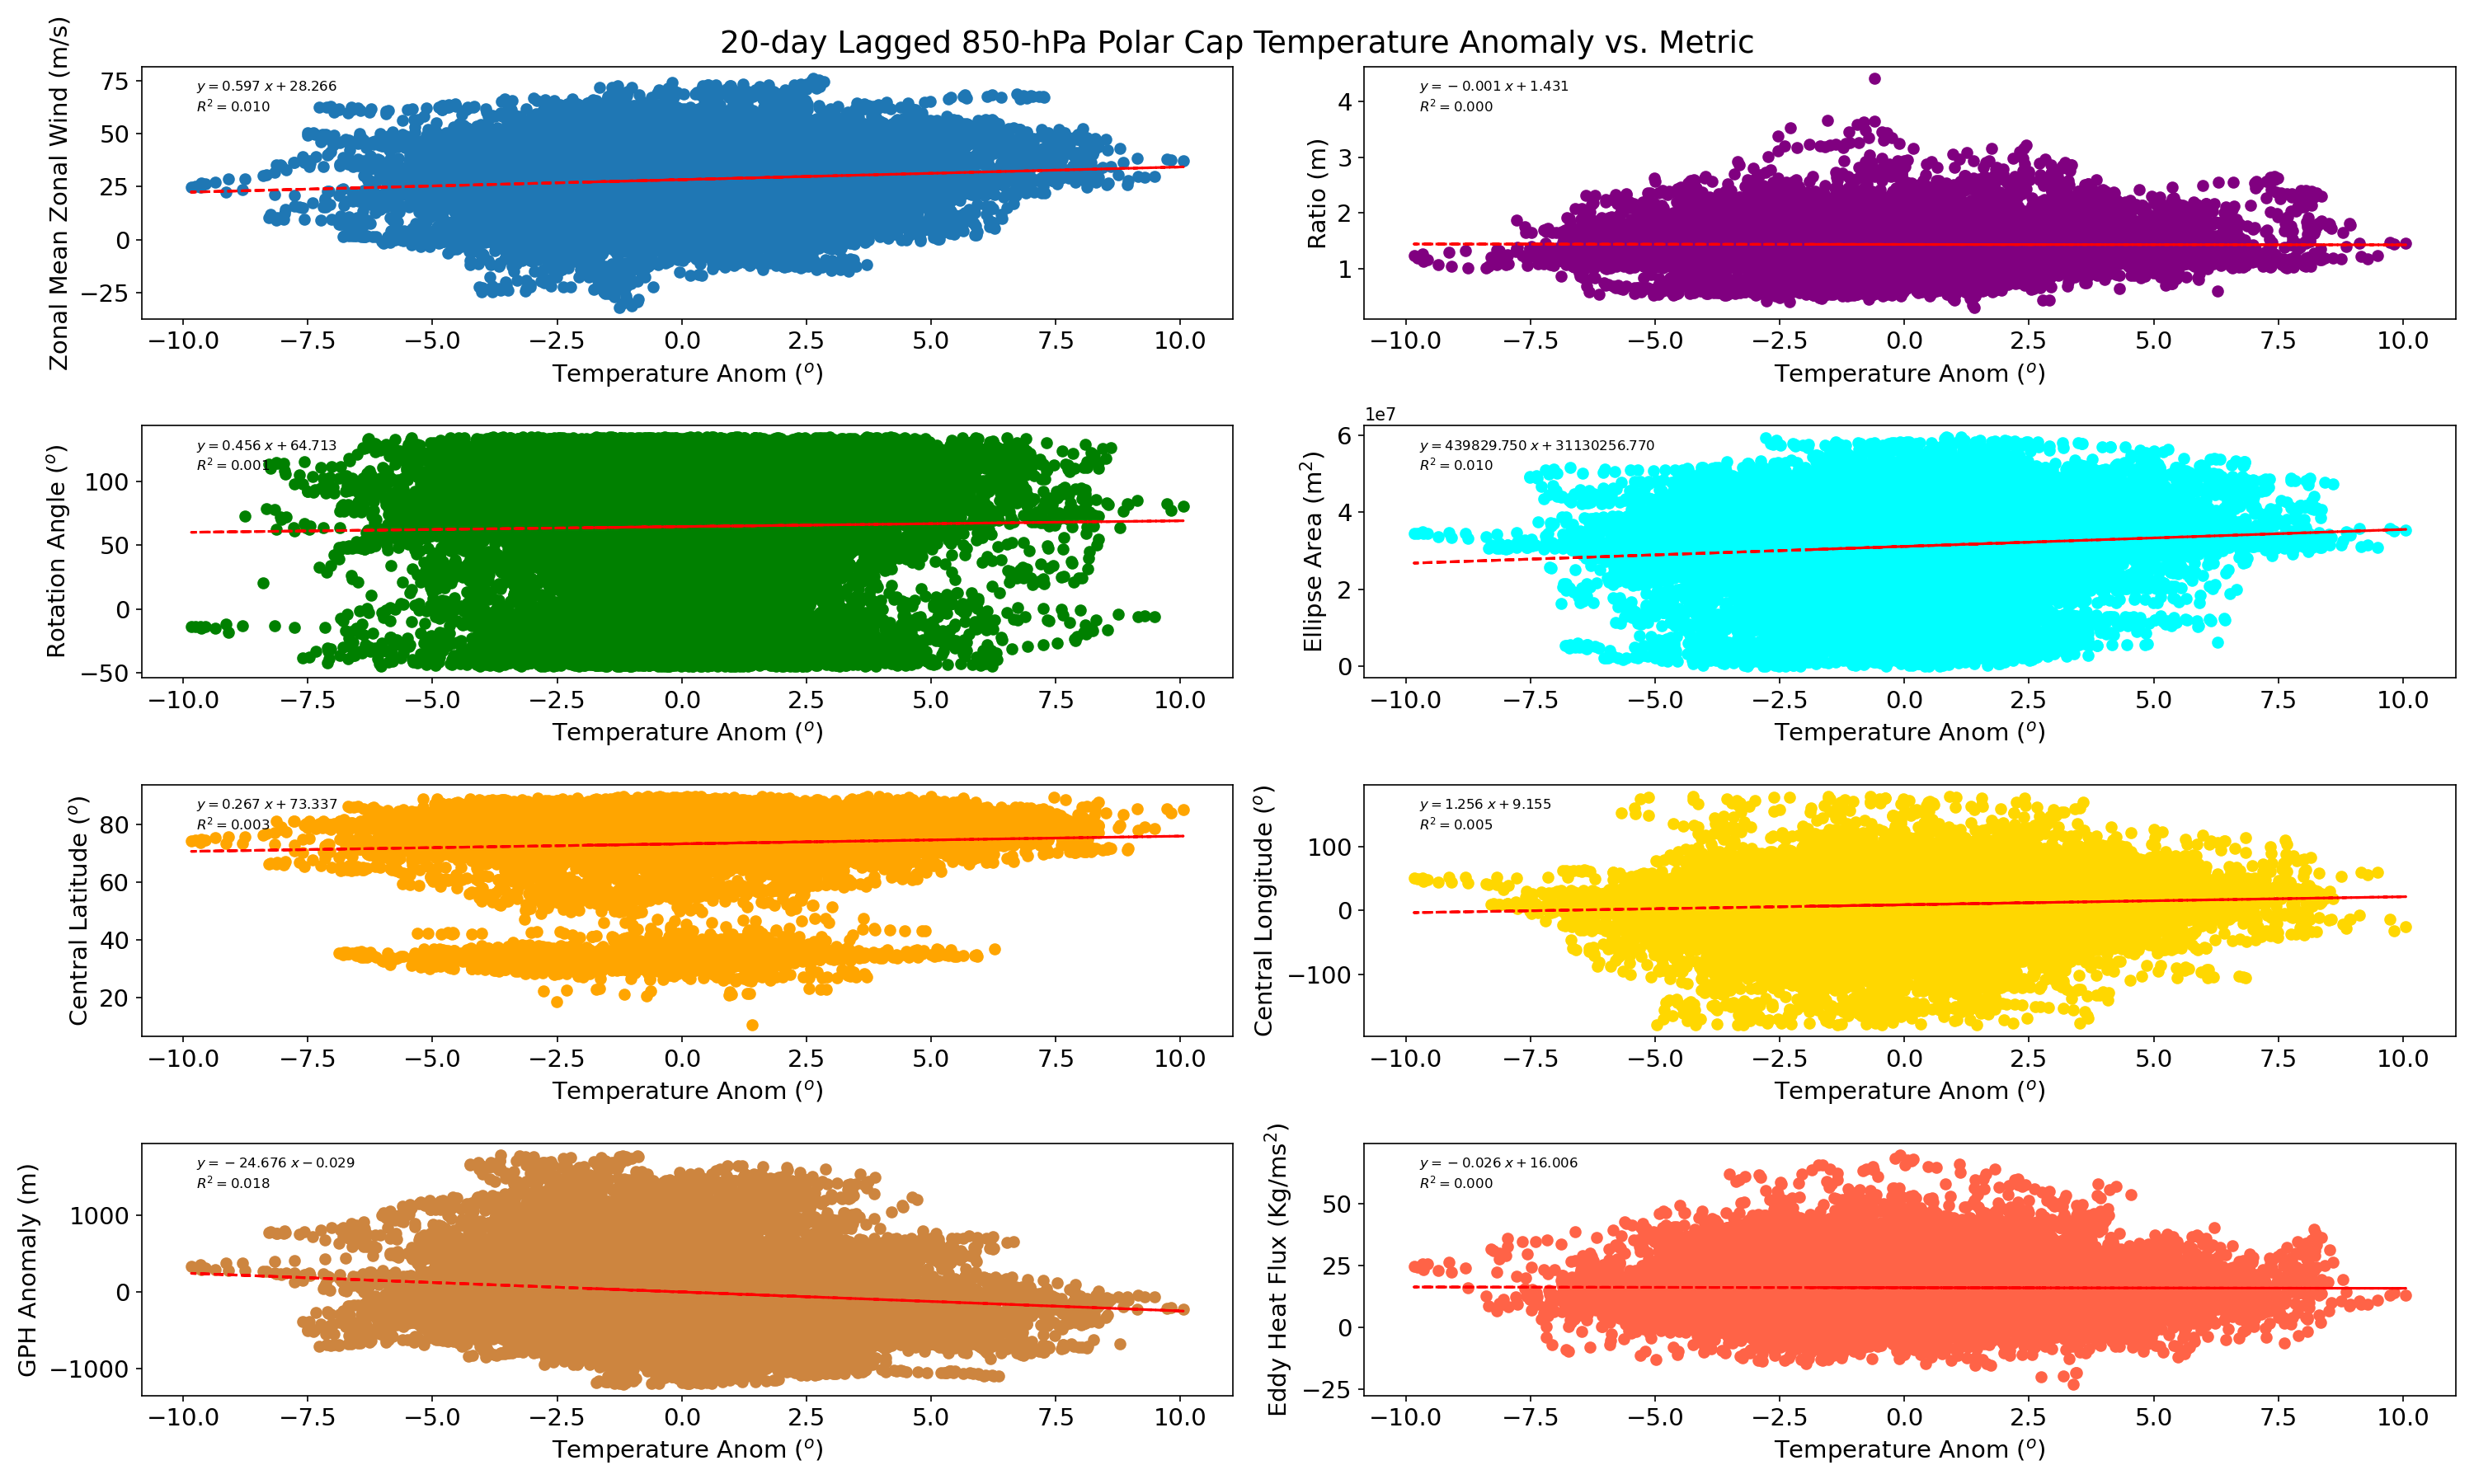 20-day Lagged 850-hPa Polar Cap Temperature Anomaly vs. Metric
Zonal Mean Zonal Wind (m/s)
75
50
25
0
−25
y = 0.597 x + 28.266
R² = 0.010
−10.0 −7.5 −5.0 −2.5 0.0 2.5 5.0 7.5 10.0
Temperature Anom (°)
Ratio (m)
4
3
2
1
y = − 0.001 x + 1.431
R² = 0.000
−10.0 −7.5 −5.0 −2.5 0.0 2.5 5.0 7.5 10.0
Temperature Anom (°)
Rotation Angle (°)
100
50
0
−50
y = 0.456 x + 64.713
R² = 0.001
−10.0 −7.5 −5.0 −2.5 0.0 2.5 5.0 7.5 10.0
Temperature Anom (°)
Ellipse Area (m²)
1e7
6
4
2
0
y = 439829.750 x + 31130256.770
R² = 0.010
−10.0 −7.5 −5.0 −2.5 0.0 2.5 5.0 7.5 10.0
Temperature Anom (°)
Central Latitude (°)
80
60
40
20
y = 0.267 x + 73.337
R² = 0.003
−10.0 −7.5 −5.0 −2.5 0.0 2.5 5.0 7.5 10.0
Temperature Anom (°)
Central Longitude (°)
100
0
−100
y = 1.256 x + 9.155
R² = 0.005
−10.0 −7.5 −5.0 −2.5 0.0 2.5 5.0 7.5 10.0
Temperature Anom (°)
GPH Anomaly (m)
1000
0
−1000
y = − 24.676 x − 0.029
R² = 0.018
−10.0 −7.5 −5.0 −2.5 0.0 2.5 5.0 7.5 10.0
Temperature Anom (°)
Eddy Heat Flux (Kg/ms²)
50
25
0
−25
y = − 0.026 x + 16.006
R² = 0.000
−10.0 −7.5 −5.0 −2.5 0.0 2.5 5.0 7.5 10.0
Temperature Anom (°)